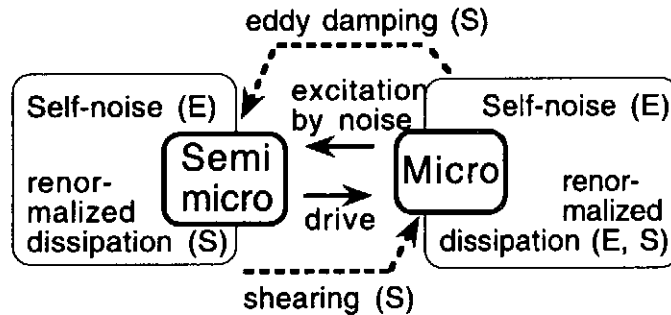 eddy damping (S)
Self-noise (E)
excitation
by noise
Self-noise (E)
Semi
micro
Micro
renor-
malized
dissipation (S)
drive
renor-
malized
dissipation (E, S)
shearing (S)